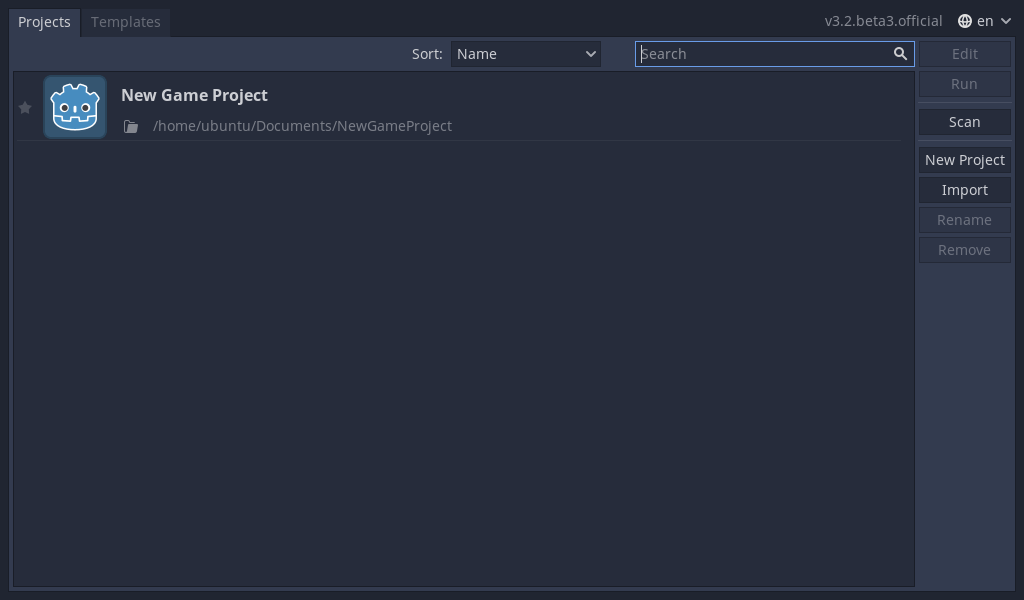 Projects Templates v3.2.beta3.official en
Sort: Name Search Edit
Run
New Game Project
/home/ubuntu/Documents/NewGameProject
Scan
New Project
Import
Rename
Remove